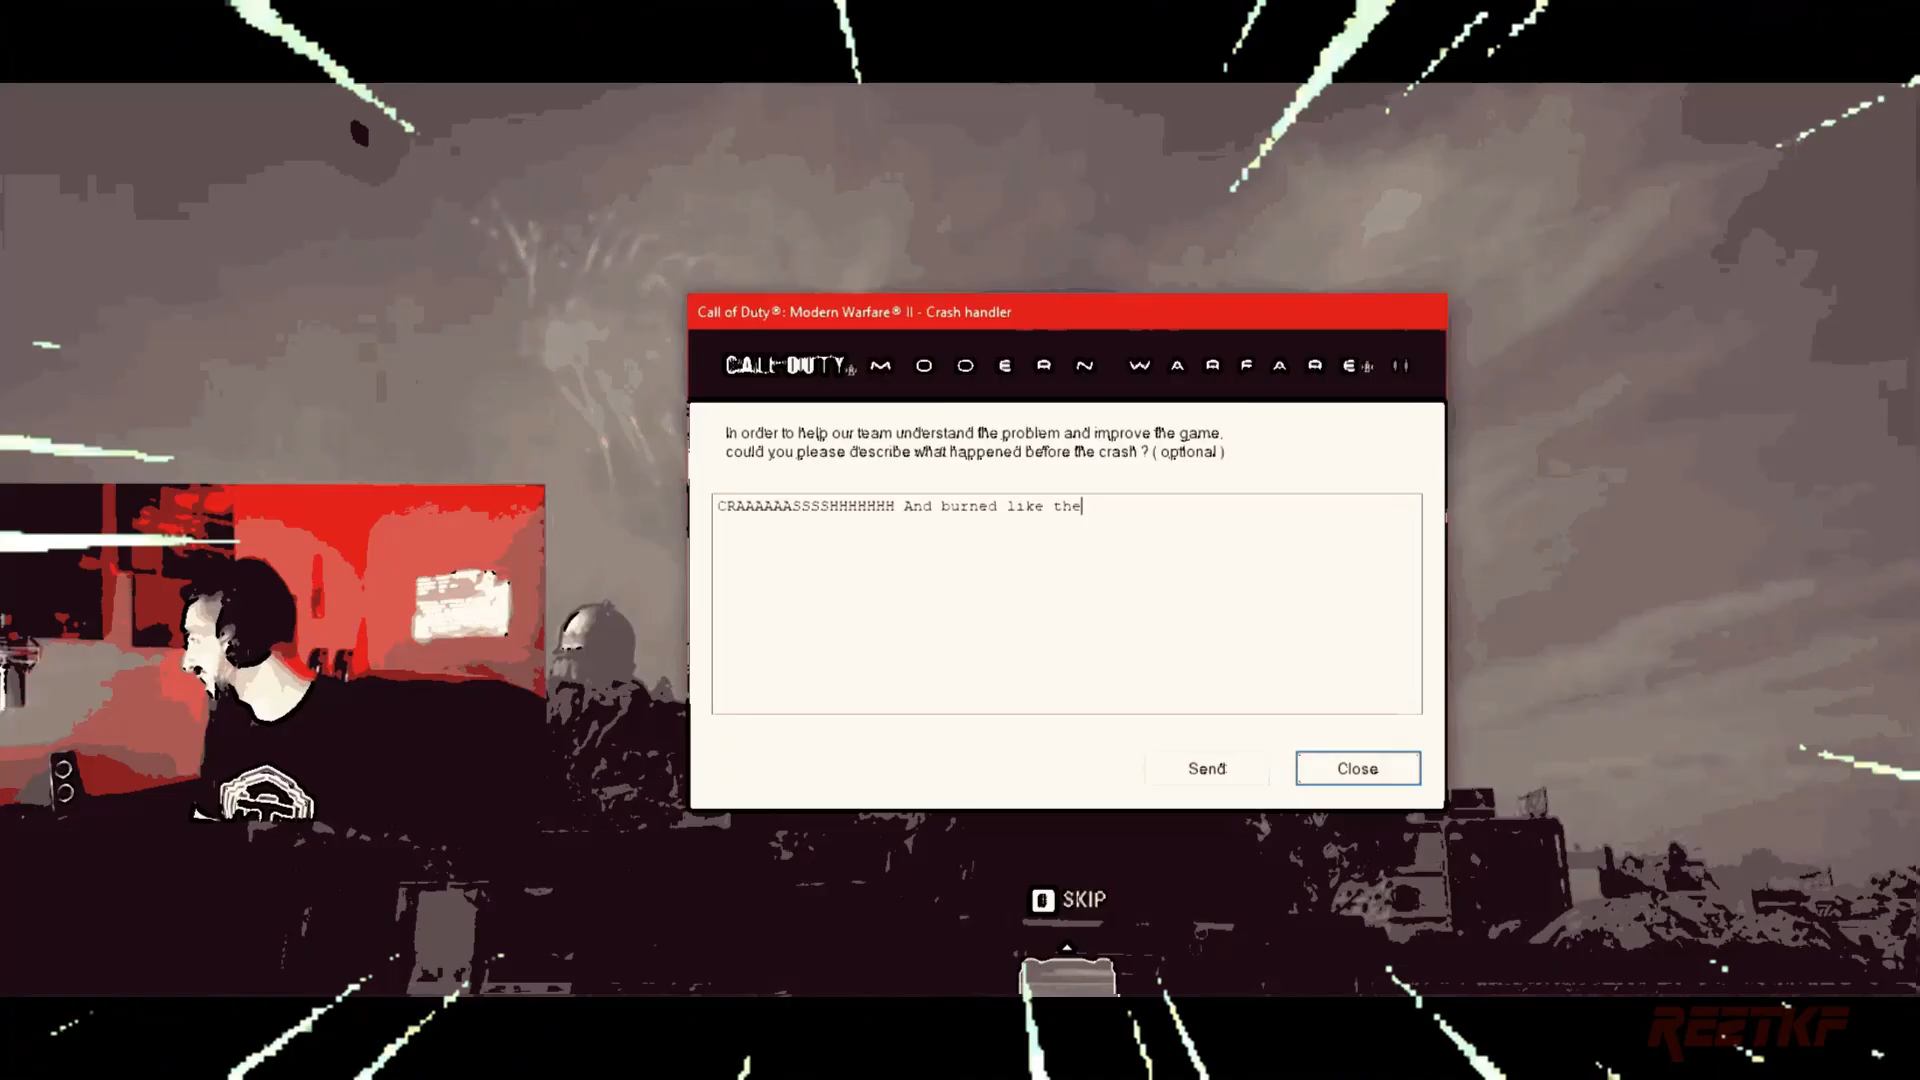 Call of Duty®: Modern Warfare® II - Crash handler
CALL OF DUTY MODERN WARFARE II
In order to help our team understand the problem and improve the game,
could you please describe what happened before the crash ? ( optional )
CRAAAAAASSSSHHHHHHH And burned like the
Send
Close
SKIP
REETKF